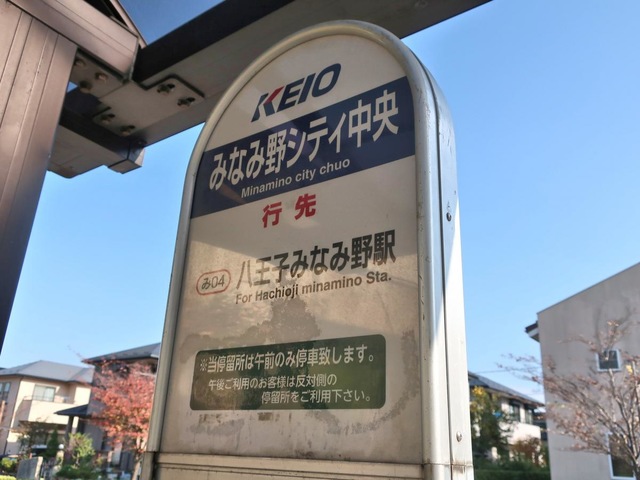 KEIO
みなみ野シティ中央
Minamino city chuo
行先
み04 八王子みなみ野駅
For Hachioji minamino Sta.
※当停留所は午前のみ停車致します。
午後ご利用のお客様は反対側の
停留所をご利用下さい。